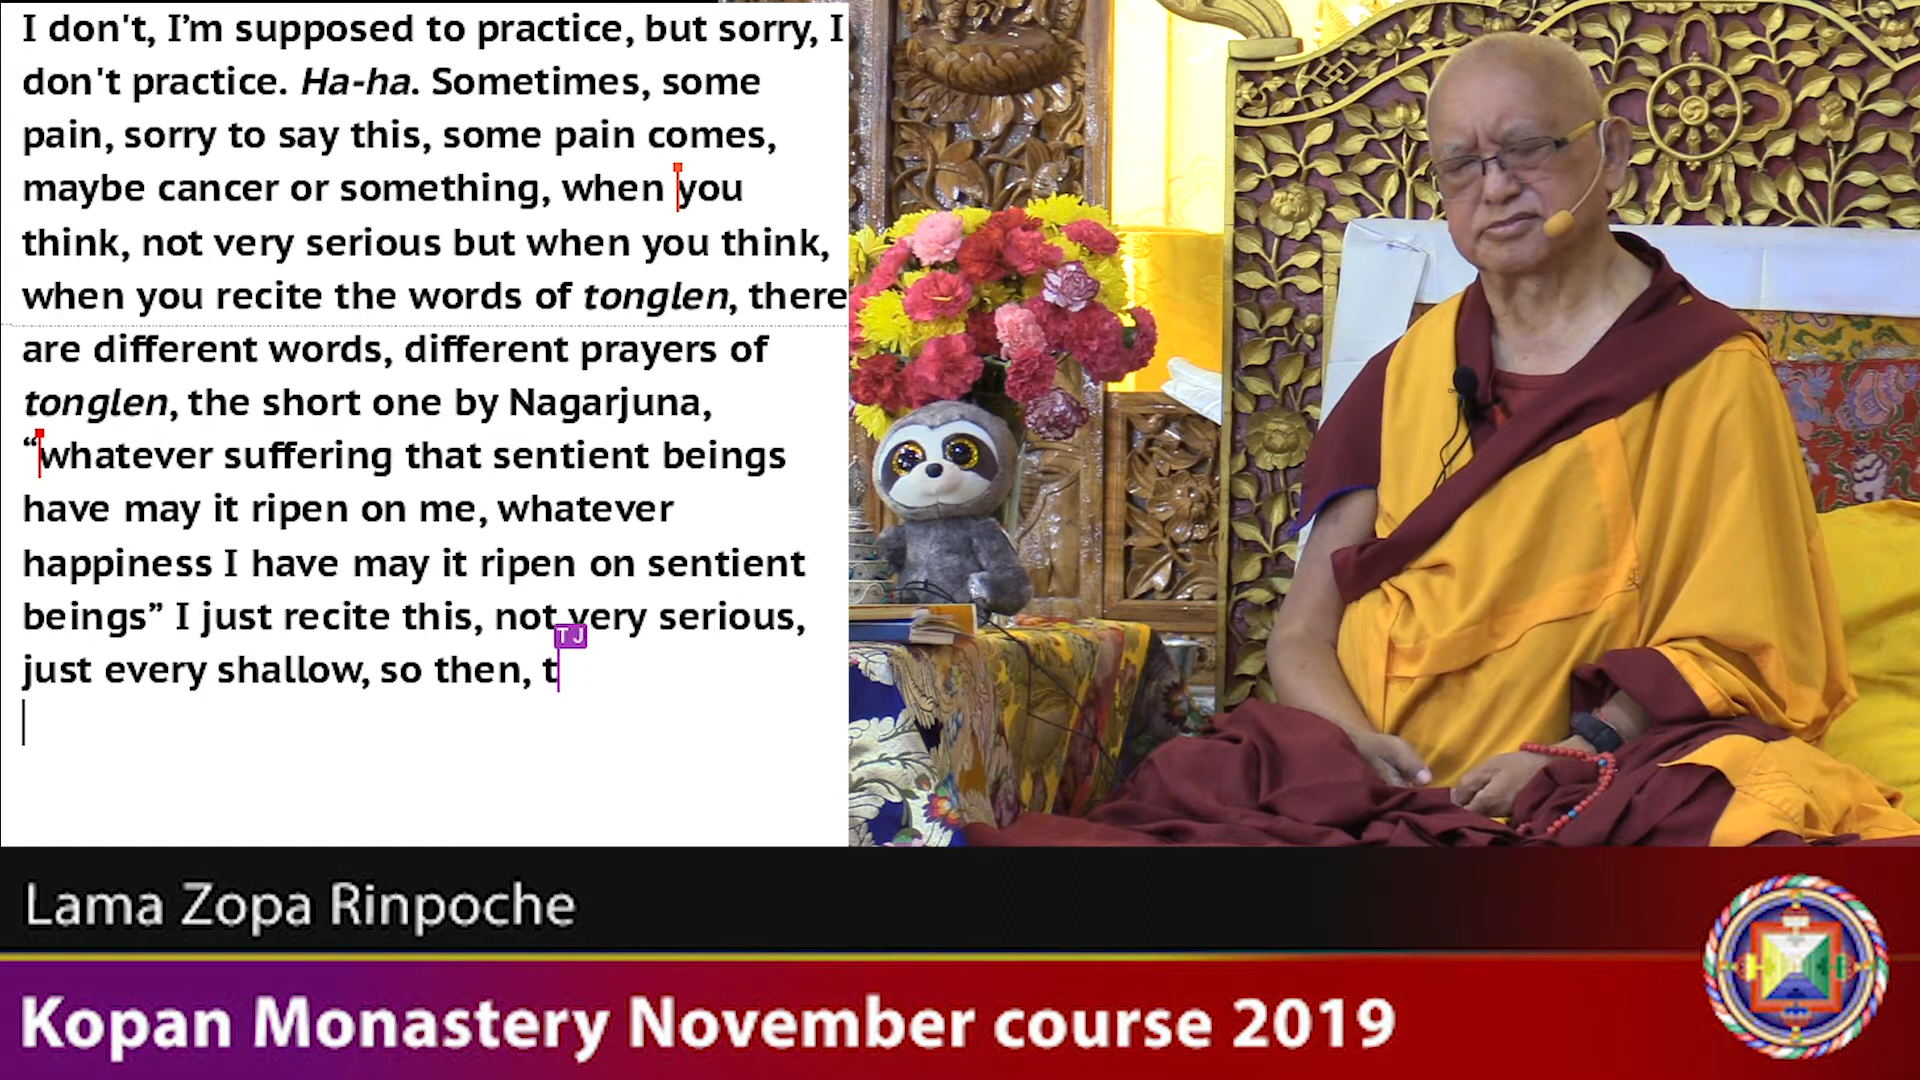 I don't, I’m supposed to practice, but sorry, I
don't practice. Ha-ha. Sometimes, some
pain, sorry to say this, some pain comes,
maybe cancer or something, when you
think, not very serious but when you think,
when you recite the words of tonglen, there
are different words, different prayers of
tonglen, the short one by Nagarjuna,
“whatever suffering that sentient beings
have may it ripen on me, whatever
happiness I have may it ripen on sentient
beings” I just recite this, not very serious,
TJ
just every shallow, so then, t
Lama Zopa Rinpoche
Kopan Monastery November course 2019